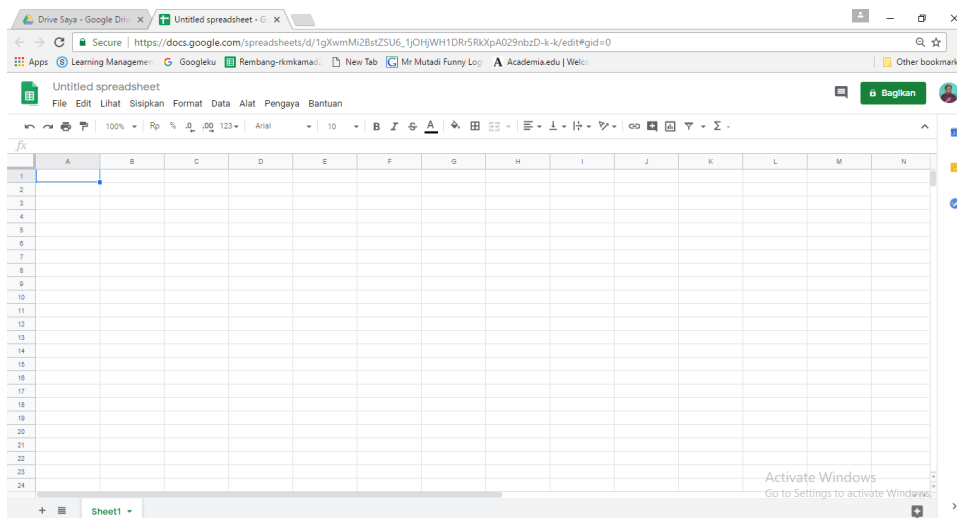 Drive Saya - Google Driv Untitled spreadsheet - G
Secure https://docs.google.com/spreadsheets/d/1gXwmMi2BstZSU6_1jOHjWH1DRr5RkXpA029nbzD-k-k/edit#gid=0
Apps Learning Managemen Googleku Rembang-rkmkamad. New Tab Mr Mutadi Funny Log Academia.edu | Welc Other bookmark
Untitled spreadsheet
File Edit Lihat Sisipkan Format Data Alat Pengaya Bantuan
Bagikan
100% Rp % .0 .00 123 Arial 10 B I S A Σ
fx
A B C D E F G H I J K L M N
1
2
3
4
5
6
7
8
9
10
11
12
13
14
15
16
17
18
19
20
21
22
23
24
Activate Windows
Go to Settings to activate Windows.
Sheet1